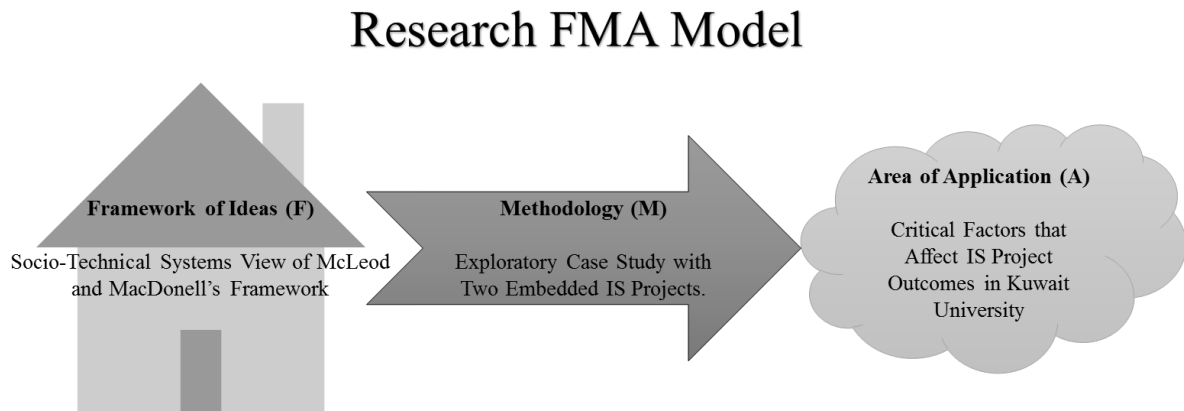 Research FMA Model
Framework of Ideas (F)
Socio-Technical Systems View of McLeod
and MacDonell’s Framework
Methodology (M)
Exploratory Case Study with
Two Embedded IS Projects.
Area of Application (A)
Critical Factors that
Affect IS Project
Outcomes in Kuwait
University